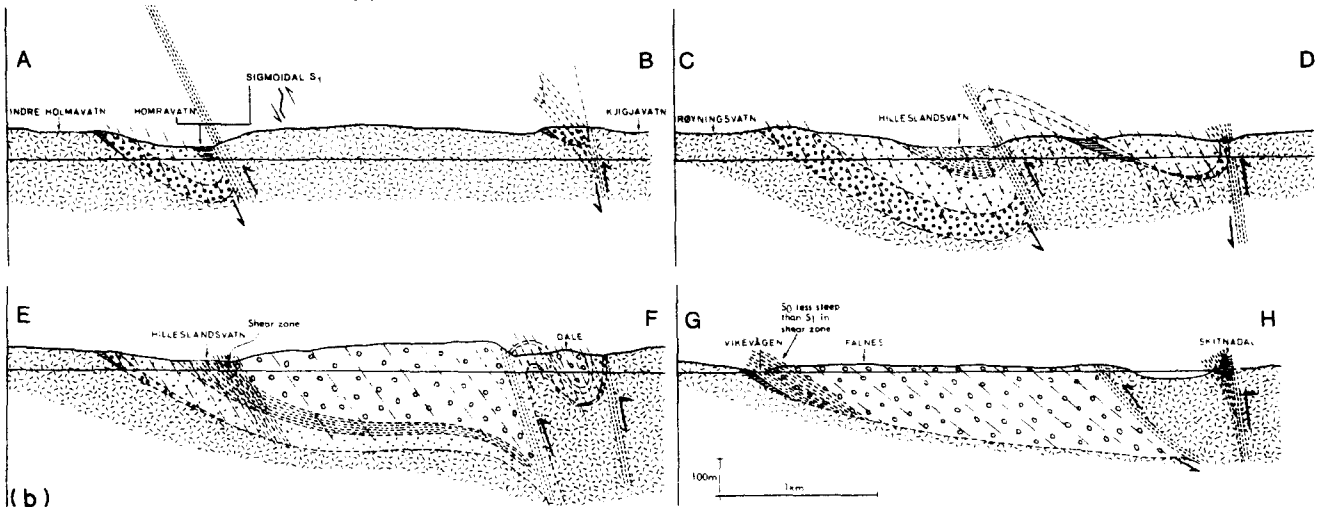 A
B
SIGMOIDAL S₁
INDRE HOLMAVATN
HOMRAVATN
KJIGJAVATN
C
D
RØYNINGSVATN
HILLESLANDSVATN
E
F
HILLESLANDSVATN
Shear zone
DALE
G
H
S₀ less steep
than S₁ in
shear zone
VIKEVÅGEN
FALNES
SKITNADAL
(b)
100m
1km